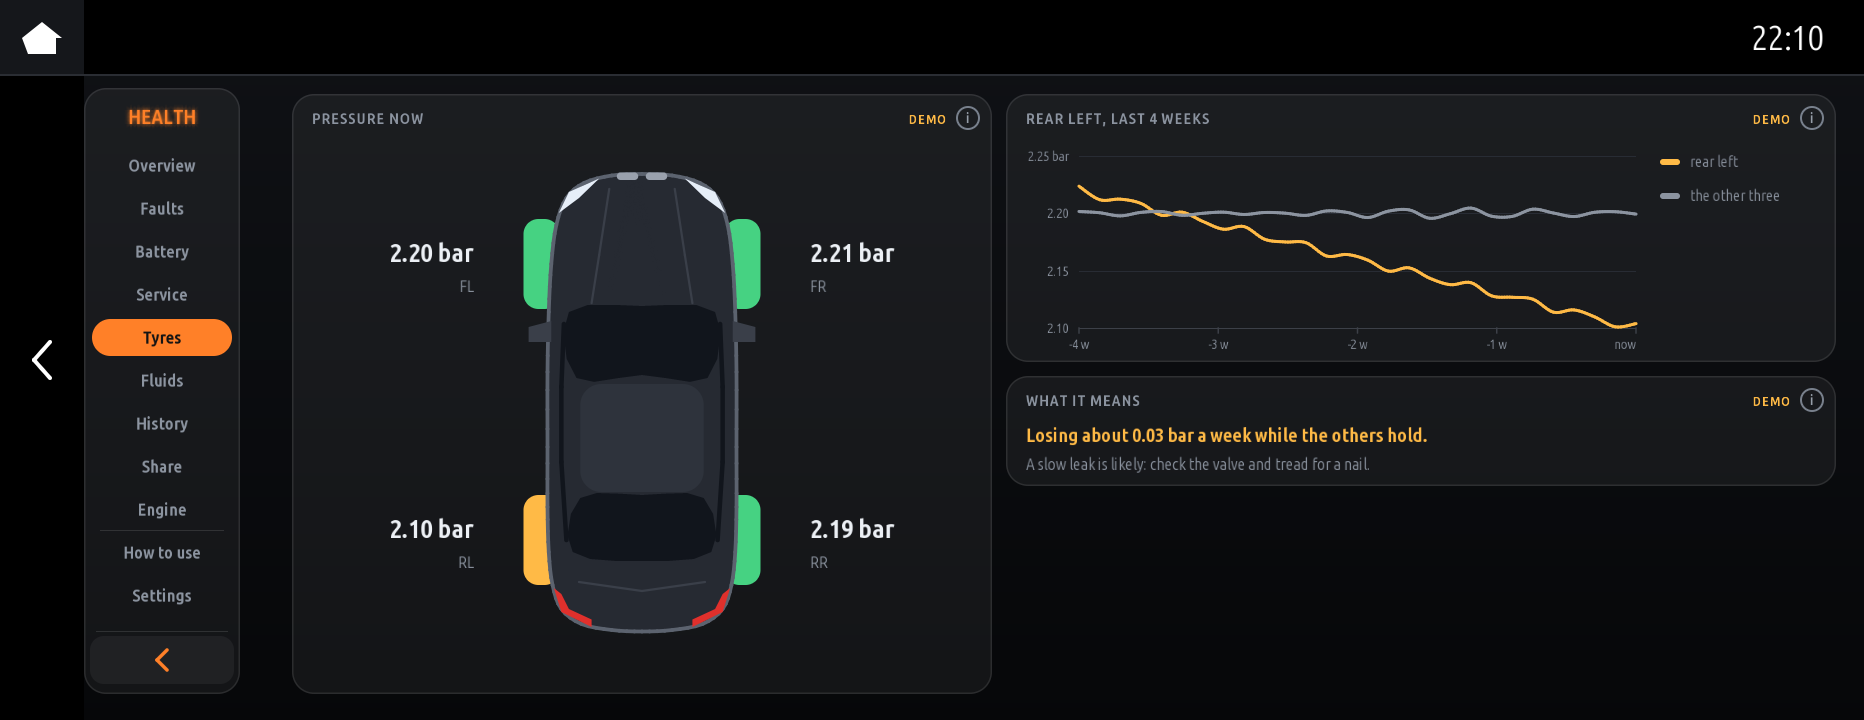 22:10
HEALTH
Overview
Faults
Battery
Service
Tyres
Fluids
History
Share
Engine
How to use
Settings
PRESSURE NOW
DEMO
i
2.20 bar
FL
2.21 bar
FR
2.10 bar
RL
2.19 bar
RR
REAR LEFT, LAST 4 WEEKS
DEMO
i
2.25 bar
2.20
2.15
2.10
-4 w
-3 w
-2 w
-1 w
now
rear left
the other three
WHAT IT MEANS
DEMO
i
Losing about 0.03 bar a week while the others hold.
A slow leak is likely: check the valve and tread for a nail.